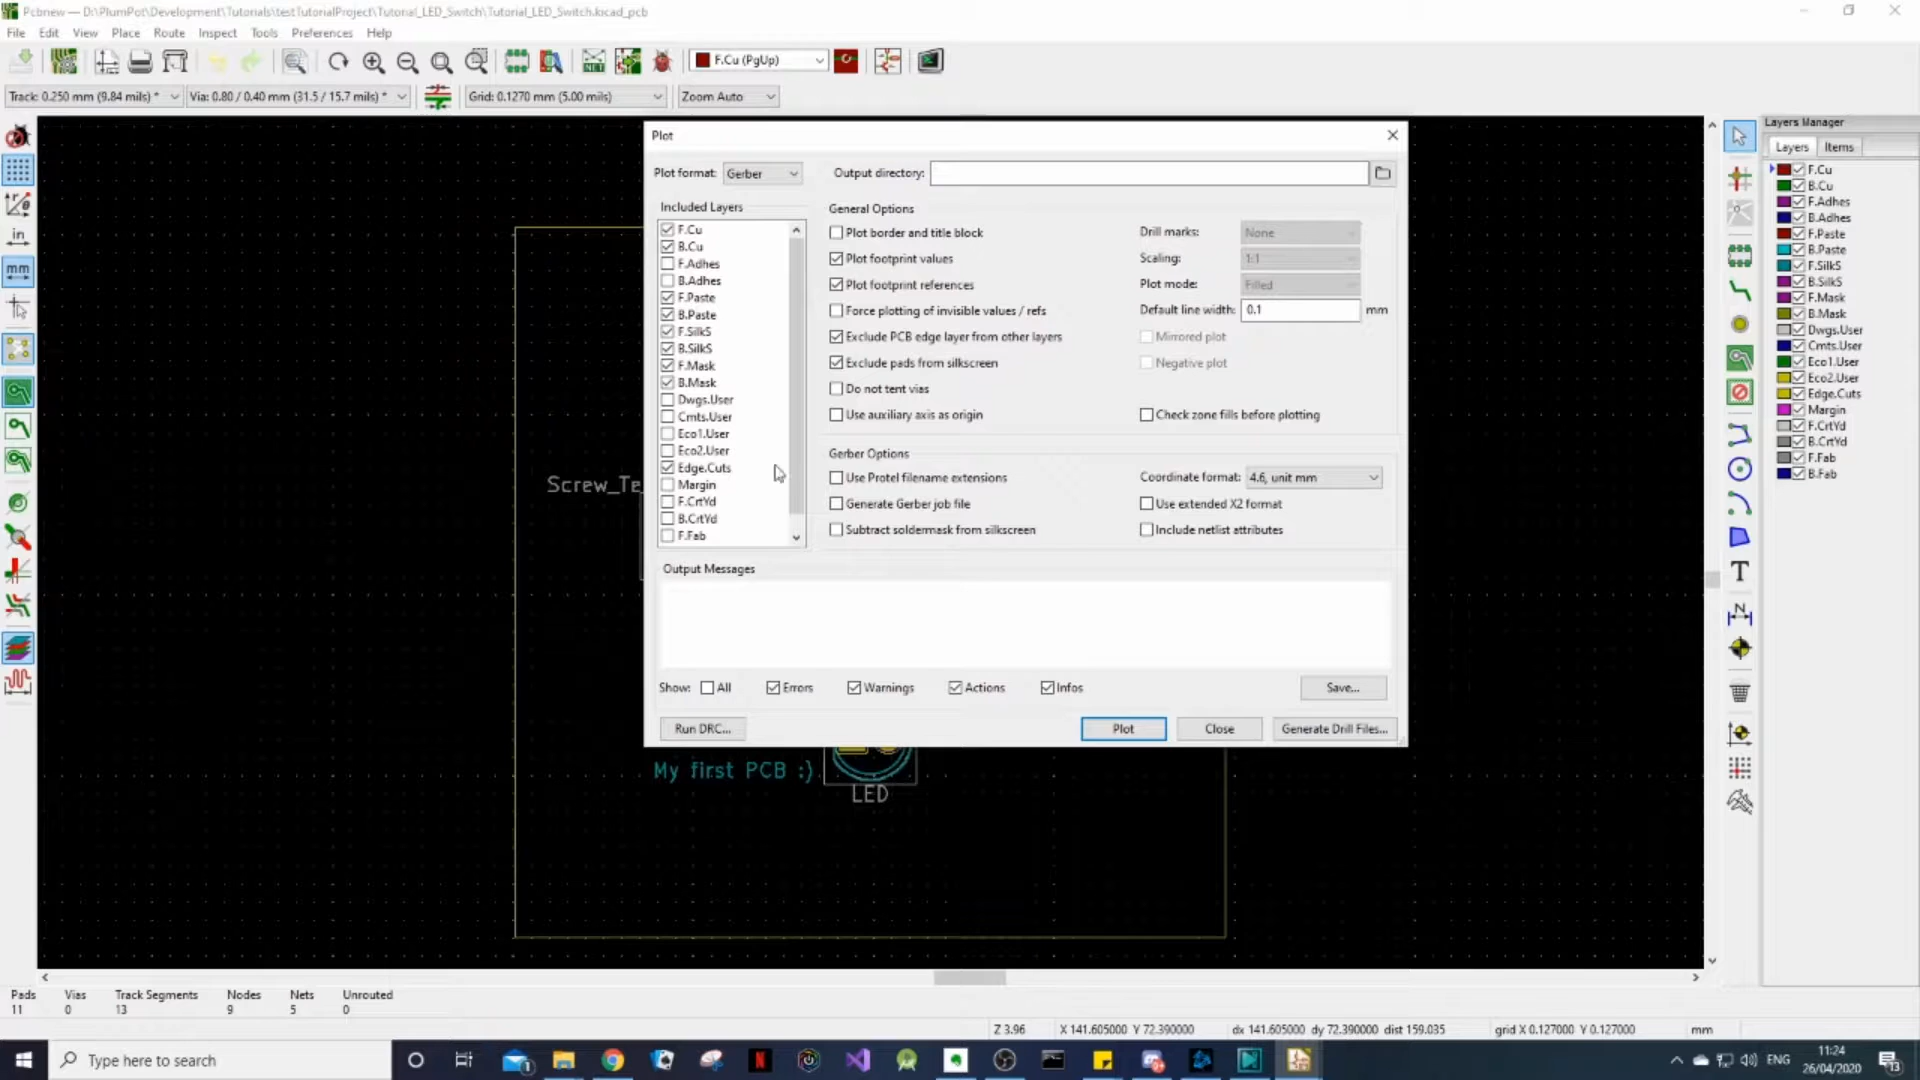 Pcbnew — D:\PlumPot\Development\Tutorials\testTutorialProject\Tutorial_LED_Switch\Tutorial_LED_Switch.kicad_pcb
File Edit View Place Route Inspect Tools Preferences Help
F.Cu (PgUp)
Track: 0.250 mm (9.84 mils) * Via: 0.80 / 0.40 mm (31.5 / 15.7 mils) * Grid: 0.1270 mm (5.00 mils) Zoom Auto
Plot
Plot format: Gerber Output directory:
Included Layers
F.Cu
B.Cu
F.Adhes
B.Adhes
F.Paste
B.Paste
F.SilkS
B.SilkS
F.Mask
B.Mask
Dwgs.User
Cmts.User
Eco1.User
Eco2.User
Edge.Cuts
Margin
F.CrtYd
B.CrtYd
F.Fab
General Options
Plot border and title block
Plot footprint values
Plot footprint references
Force plotting of invisible values / refs
Exclude PCB edge layer from other layers
Exclude pads from silkscreen
Do not tent vias
Use auxiliary axis as origin
Drill marks: None
Scaling: 1:1
Plot mode: Filled
Default line width: 0.1 mm
Mirrored plot
Negative plot
Check zone fills before plotting
Gerber Options
Use Protel filename extensions
Generate Gerber job file
Subtract soldermask from silkscreen
Coordinate format: 4.6, unit mm
Use extended X2 format
Include netlist attributes
Output Messages
Show: All Errors Warnings Actions Infos Save...
Run DRC... Plot Close Generate Drill Files...
Screw_Te
My first PCB :)
LED
in
mm
Layers Manager
Layers Items
F.Cu
B.Cu
F.Adhes
B.Adhes
F.Paste
B.Paste
F.SilkS
B.SilkS
F.Mask
B.Mask
Dwgs.User
Cmts.User
Eco1.User
Eco2.User
Edge.Cuts
Margin
F.CrtYd
B.CrtYd
F.Fab
B.Fab
Pads Vias Track Segments Nodes Nets Unrouted
11 0 13 9 5 0
Z 3.96 X 141.605000 Y 72.390000 dx 141.605000 dy 72.390000 dist 159.035 grid X 0.127000 Y 0.127000 mm
Type here to search
ENG
11:24
26/04/2020